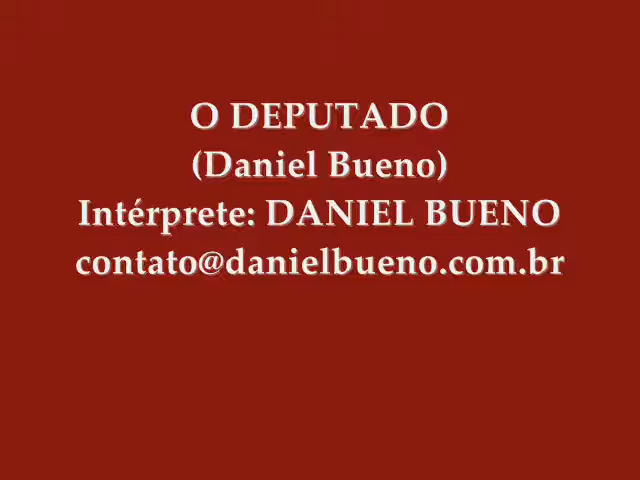 O DEPUTADO
(Daniel Bueno)
Intérprete: DANIEL BUENO
contato@danielbueno.com.br